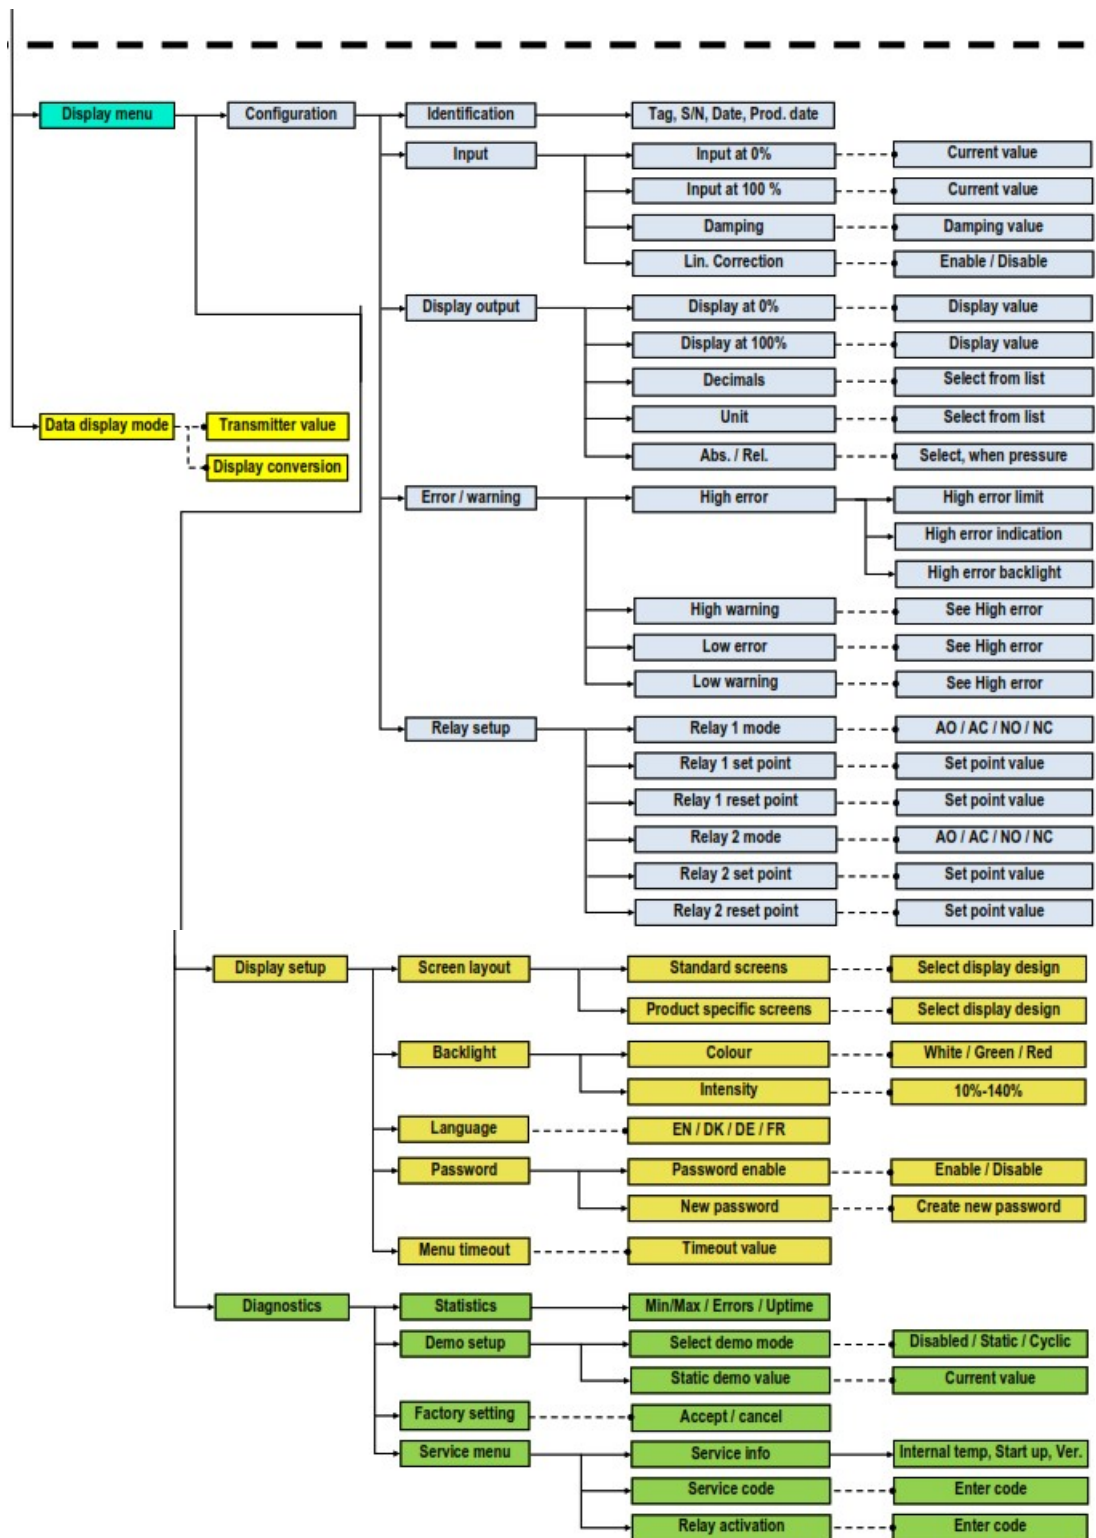 Display menu
Configuration
Identification
Tag, S/N, Date, Prod. date
Input
Input at 0%
Current value
Input at 100 %
Current value
Damping
Damping value
Lin. Correction
Enable / Disable
Display output
Display at 0%
Display value
Display at 100%
Display value
Decimals
Select from list
Unit
Select from list
Abs. / Rel.
Select, when pressure
Data display mode
Transmitter value
Display conversion
Error / warning
High error
High error limit
High error indication
High error backlight
High warning
See High error
Low error
See High error
Low warning
See High error
Relay setup
Relay 1 mode
AO / AC / NO / NC
Relay 1 set point
Set point value
Relay 1 reset point
Set point value
Relay 2 mode
AO / AC / NO / NC
Relay 2 set point
Set point value
Relay 2 reset point
Set point value
Display setup
Screen layout
Standard screens
Select display design
Product specific screens
Select display design
Backlight
Colour
White / Green / Red
Intensity
10%-140%
Language
EN / DK / DE / FR
Password
Password enable
Enable / Disable
New password
Create new password
Menu timeout
Timeout value
Diagnostics
Statistics
Min/Max / Errors / Uptime
Demo setup
Select demo mode
Disabled / Static / Cyclic
Static demo value
Current value
Factory setting
Accept / cancel
Service menu
Service info
Internal temp, Start up, Ver.
Service code
Enter code
Relay activation
Enter code